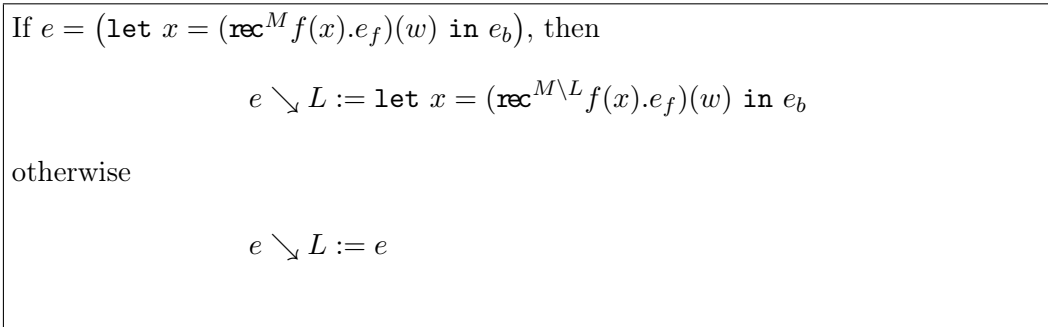 If e = (let x = (rec^M f(x).e_f)(w) in e_b), then
e ↘ L := let x = (rec^{M\L} f(x).e_f)(w) in e_b
otherwise
e ↘ L := e